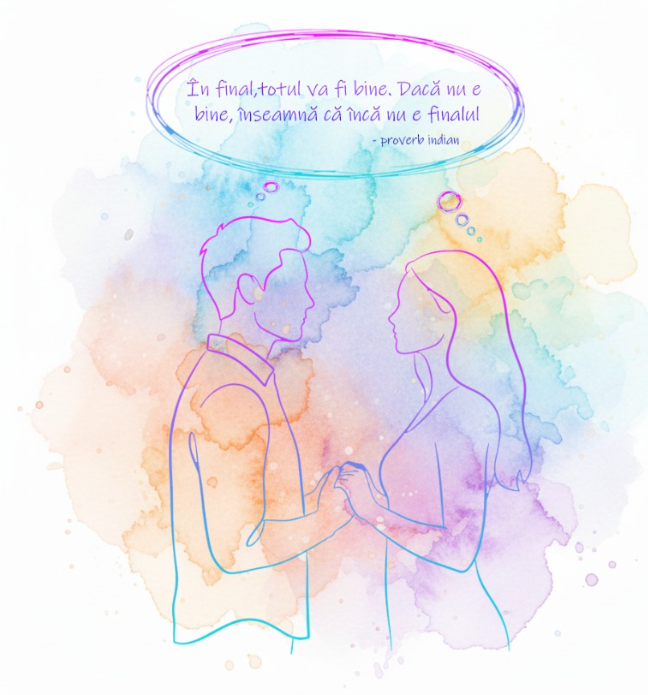 În final,totul va fi bine. Dacă nu e
bine, înseamnă că încă nu e finalul
- proverb indian